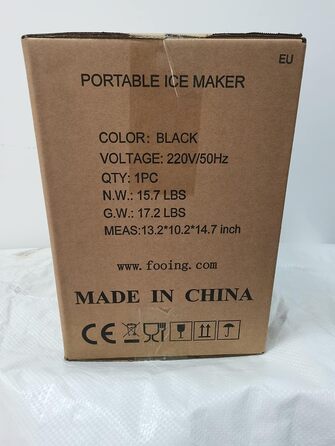 EU
PORTABLE ICE MAKER
COLOR: BLACK
VOLTAGE: 220V/50Hz
QTY: 1PC
N.W.: 15.7 LBS
G.W.: 17.2 LBS
MEAS:13.2*10.2*14.7 inch
www.fooing.com
MADE IN CHINA
CE